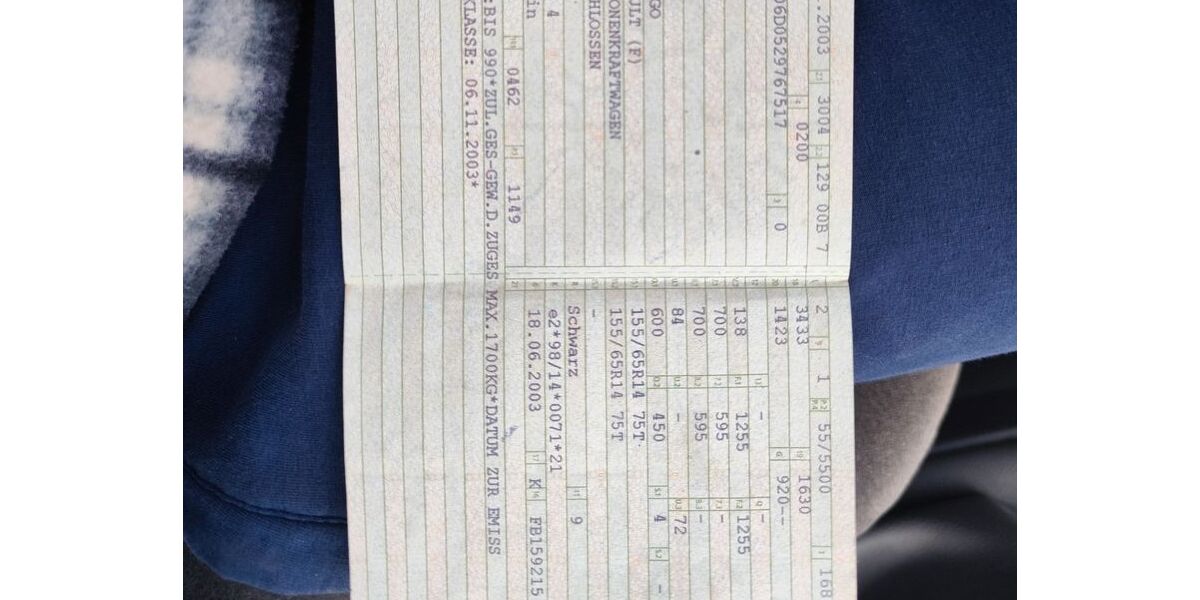 .2003 3004 129 00B 7 2 1 55/5500 168
0200 3433 1630
06D0529767517 0 1423 920--
- -
138 1255 1255
700 595 -
700 595 -
84 - 72
GO 600 450 4 -
ULT (F) 155/65R14 75T
ONENKRAFTWAGEN 155/65R14 75T
HLOSSEN -
Schwarz 9
4 e2*98/14*0071*21
in 18.06.2003 K FB159215
0462 1149
:BIS 990*ZUL.GES-GEW.D.ZUGES MAX.1700KG*DATUM ZUR EMISS
KLASSE: 06.11.2003*